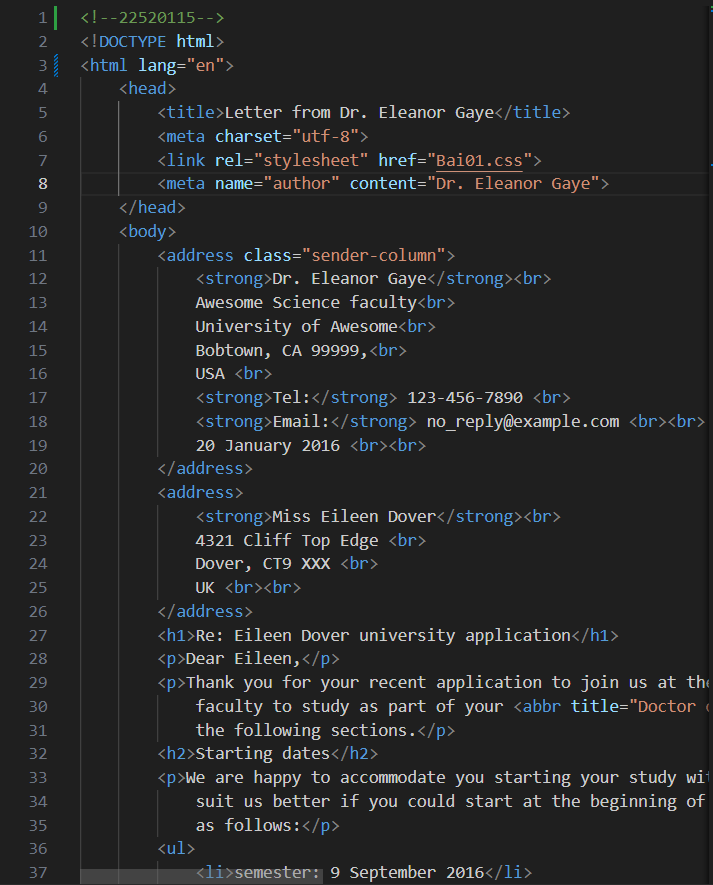 1 <!--22520115-->
2 <!DOCTYPE html>
3 <html lang="en">
4 <head>
5 <title>Letter from Dr. Eleanor Gaye</title>
6 <meta charset="utf-8">
7 <link rel="stylesheet" href="Bai01.css">
8 <meta name="author" content="Dr. Eleanor Gaye">
9 </head>
10 <body>
11 <address class="sender-column">
12 <strong>Dr. Eleanor Gaye</strong><br>
13 Awesome Science faculty<br>
14 University of Awesome<br>
15 Bobtown, CA 99999,<br>
16 USA <br>
17 <strong>Tel:</strong> 123-456-7890 <br>
18 <strong>Email:</strong> no_reply@example.com <br><br>
19 20 January 2016 <br><br>
20 </address>
21 <address>
22 <strong>Miss Eileen Dover</strong><br>
23 4321 Cliff Top Edge <br>
24 Dover, CT9 XXX <br>
25 UK <br><br>
26 </address>
27 <h1>Re: Eileen Dover university application</h1>
28 <p>Dear Eileen,</p>
29 <p>Thank you for your recent application to join us at the
30 faculty to study as part of your <abbr title="Doctor
31 the following sections.</p>
32 <h2>Starting dates</h2>
33 <p>We are happy to accommodate you starting your study
34 suit us better if you could start at the beginning of
35 as follows:</p>
36 <ul>
37 <li>semester: 9 September 2016</li>